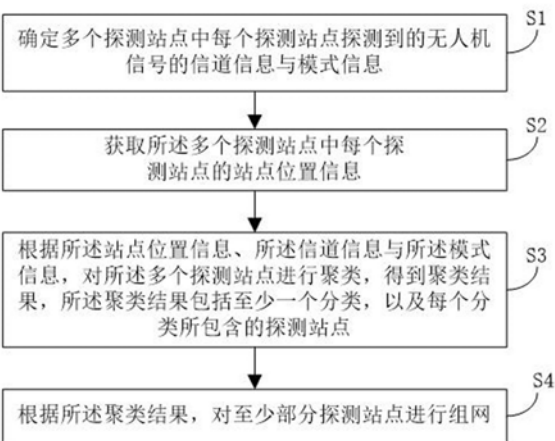 S1
确定多个探测站点中每个探测站点探测到的无人机
信号的信道信息与模式信息
S2
获取所述多个探测站点中每个探
测站点的站点位置信息
S3
根据所述站点位置信息、所述信道信息与所述模式
信息，对所述多个探测站点进行聚类，得到聚类结
果，所述聚类结果包括至少一个分类，以及每个分
类所包含的探测站点
S4
根据所述聚类结果，对至少部分探测站点进行组网